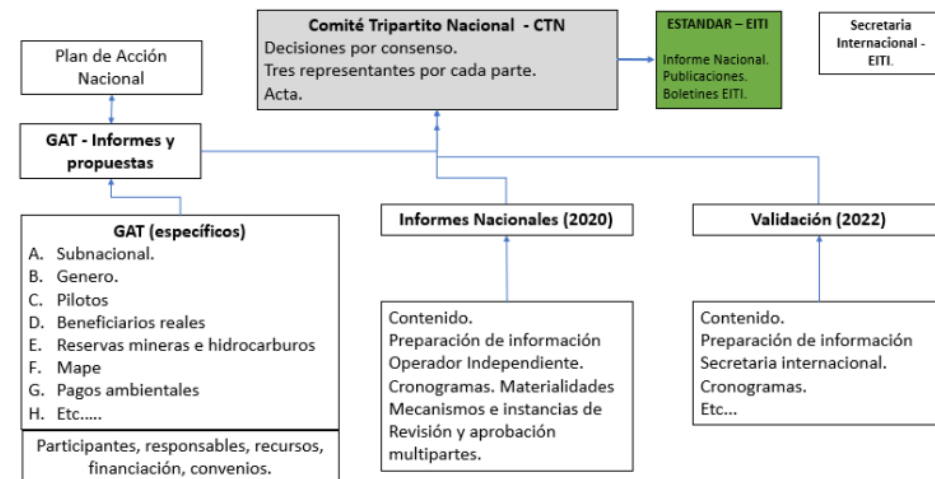 Comité Tripartito Nacional - CTN
Decisiones por consenso.
Tres representantes por cada parte.
Acta.
ESTANDAR – EITI
Informe Nacional.
Publicaciones.
Boletines EITI.
Secretaria
Internacional -
EITI.
Plan de Acción
Nacional
GAT - Informes y
propuestas
GAT (específicos)
A. Subnacional.
B. Genero.
C. Pilotos
D. Beneficiarios reales
E. Reservas mineras e hidrocarburos
F. Mape
G. Pagos ambientales
H. Etc.....
Participantes, responsables, recursos,
financiación, convenios.
Informes Nacionales (2020)
Contenido.
Preparación de información
Operador Independiente.
Cronogramas. Materialidades
Mecanismos e instancias de
Revisión y aprobación
multipartes.
Validación (2022)
Contenido.
Preparación de información
Secretaria internacional.
Cronogramas.
Etc...